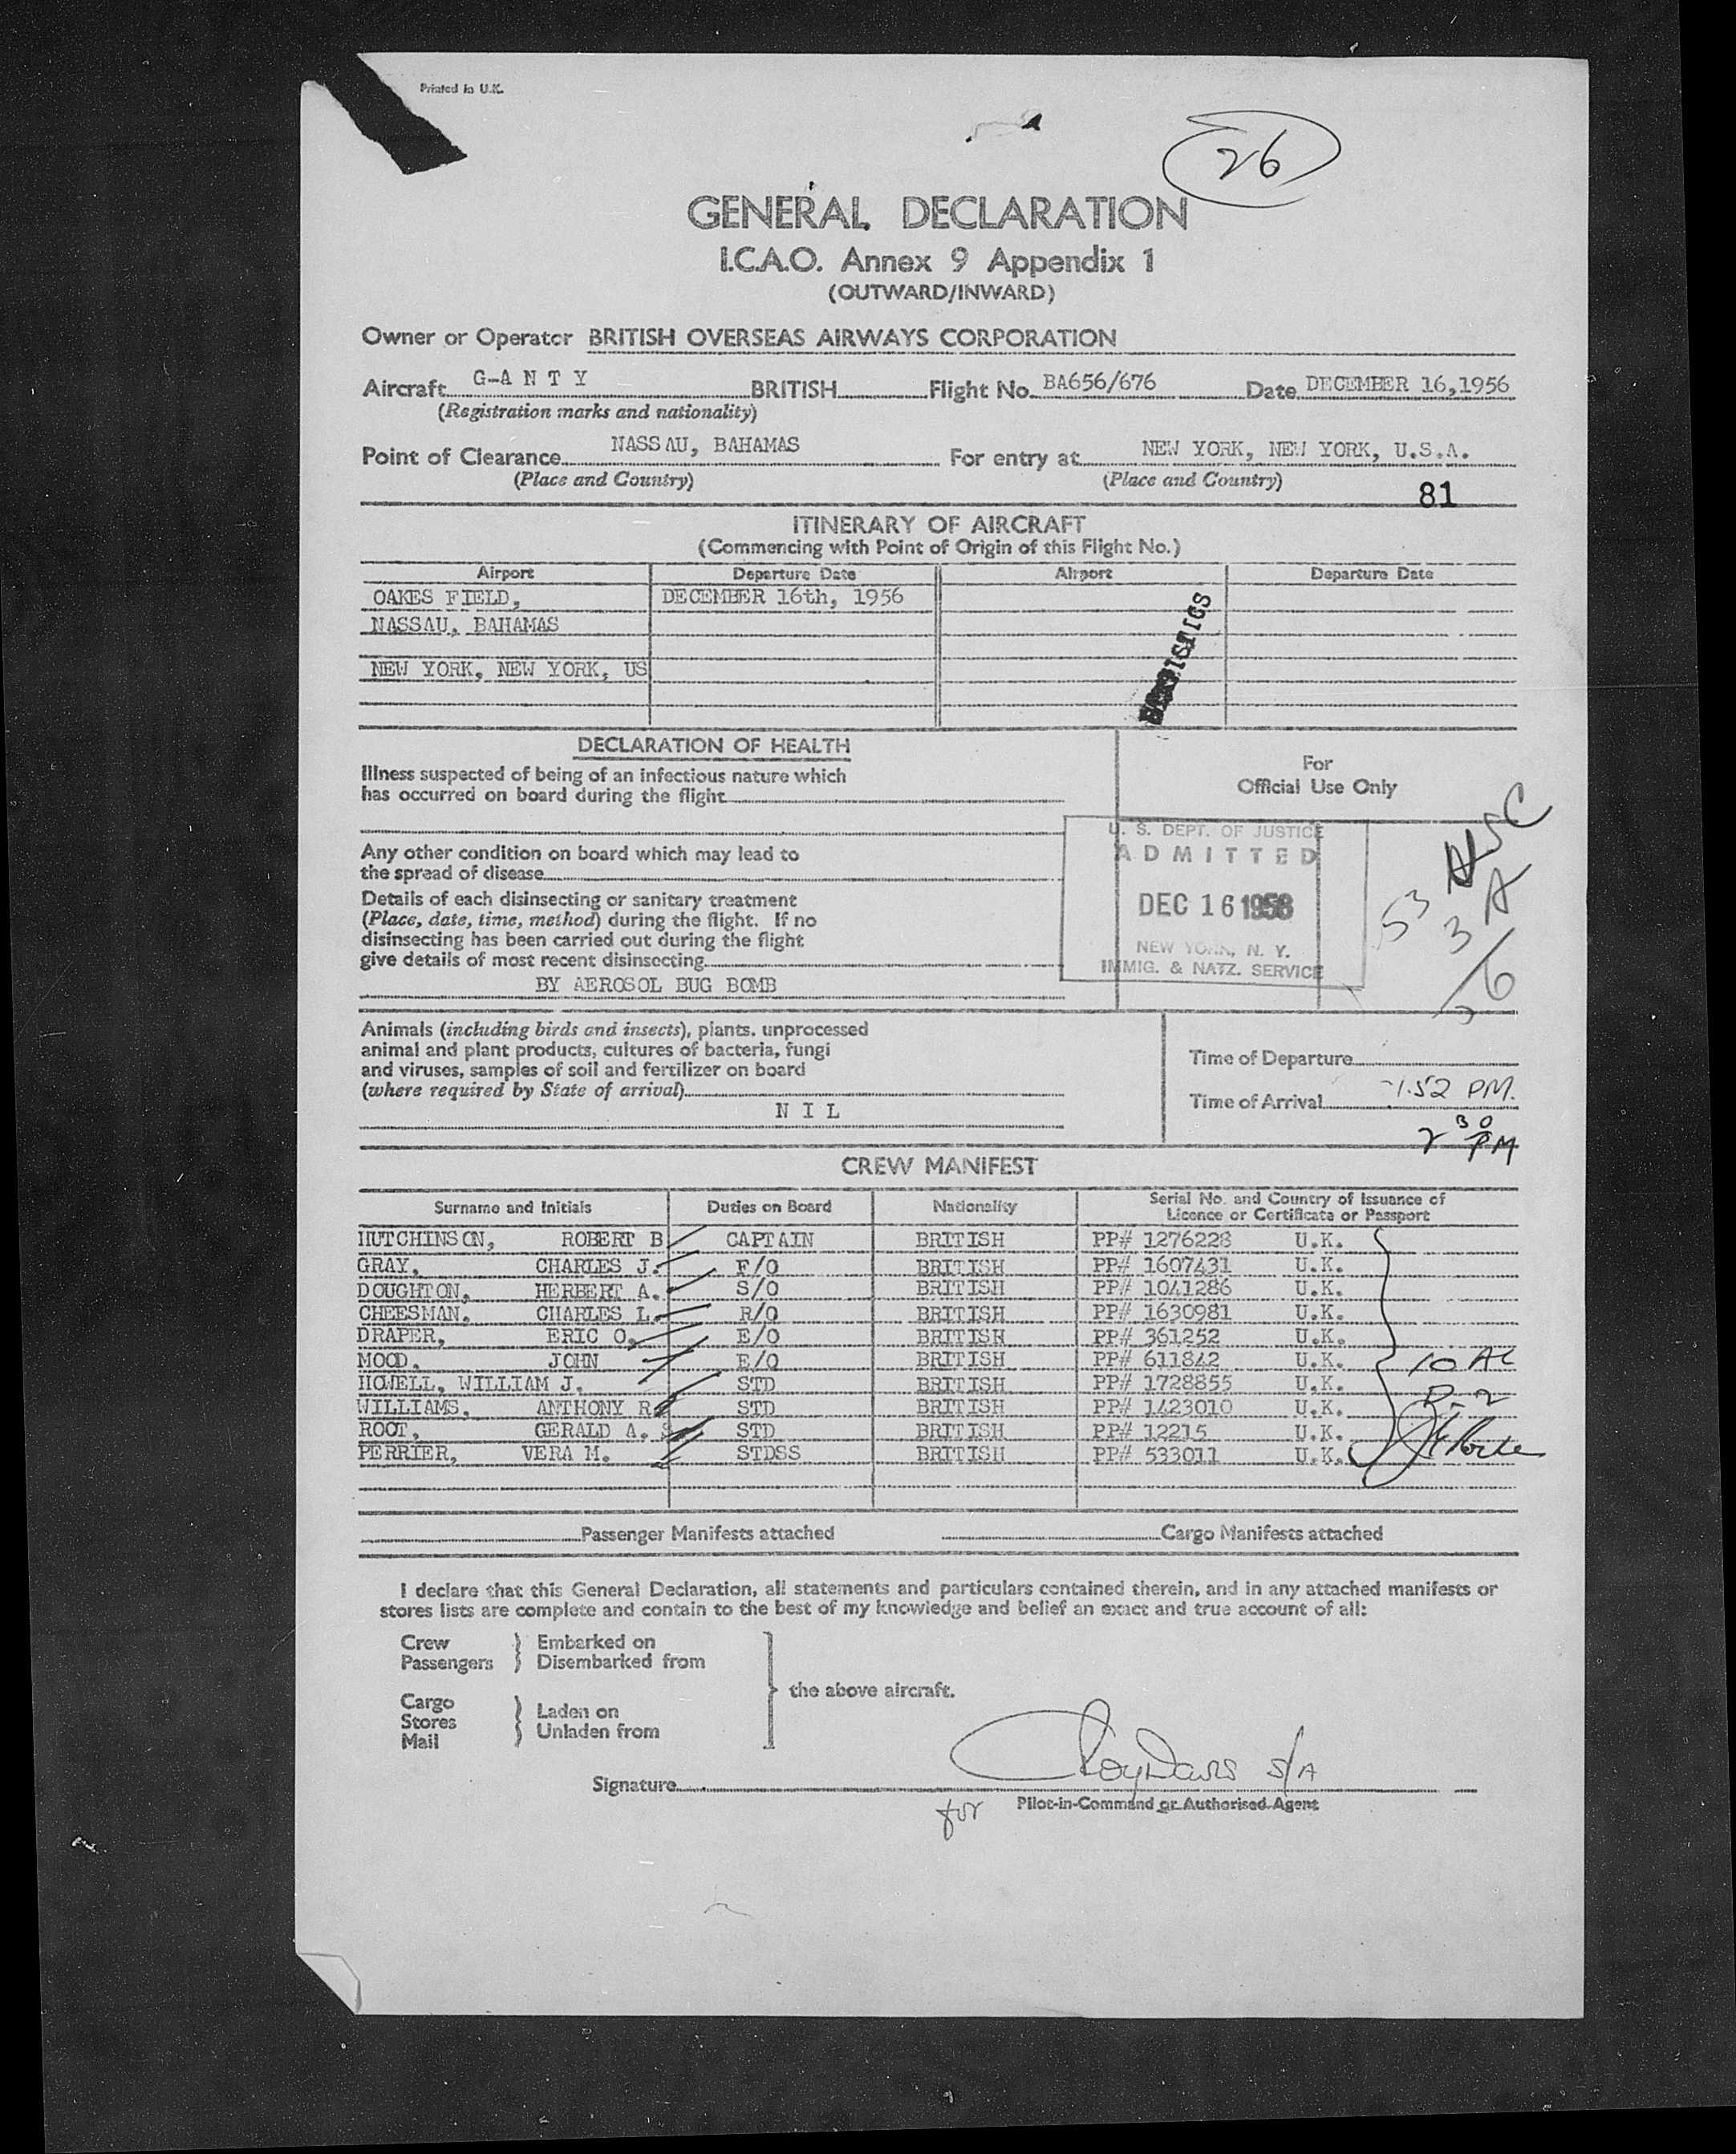 Printed in U.K.
26
GENERAL DECLARATION
I.C.A.O. Annex 9 Appendix 1
(OUTWARD/INWARD)
Owner or Operator BRITISH OVERSEAS AIRWAYS CORPORATION
Aircraft G-A N T Y BRITISH Flight No. BA656/676 Date DECEMBER 16,1956
(Registration marks and nationality)
Point of Clearance NASSAU, BAHAMAS For entry at NEW YORK, NEW YORK, U.S.A.
(Place and Country) (Place and Country)
81
ITINERARY OF AIRCRAFT
(Commencing with Point of Origin of this Flight No.)
Airport Departure Date Airport Departure Date
OAKES FIELD, DECEMBER 16th, 1956
NASSAU, BAHAMAS
NEW YORK, NEW YORK, US
DECLARATION OF HEALTH
Illness suspected of being of an infectious nature which
has occurred on board during the flight
Any other condition on board which may lead to
the spread of disease
Details of each disinsecting or sanitary treatment
(Place, date, time, method) during the flight. If no
disinsecting has been carried out during the flight
give details of most recent disinsecting
BY AEROSOL BUG BOMB
For
Official Use Only
U. S. DEPT. OF JUSTICE
ADMITTED
DEC 16 1956
NEW YORK, N. Y.
IMMIG. & NATZ. SERVICE
53 USC
3 A
56
Animals (including birds and insects), plants, unprocessed
animal and plant products, cultures of bacteria, fungi
and viruses, samples of soil and fertilizer on board
(where required by State of arrival)
N I L
Time of Departure
Time of Arrival 1.52 PM.
2 30 PM
CREW MANIFEST
Surname and Initials Duties on Board Nationality Serial No. and Country of Issuance of
Licence or Certificate or Passport
HUTCHINSON, ROBERT B CAPTAIN BRITISH PP# 1276228 U.K.
GRAY, CHARLES J. F/O BRITISH PP# 1607431 U.K.
DOUGHTON, HERBERT A. S/O BRITISH PP# 1041286 U.K.
CHEESMAN, CHARLES L. R/O BRITISH PP# 1630981 U.K.
DRAPER, ERIC O. E/O BRITISH PP# 361252 U.K.
MOOD, JOHN E/O BRITISH PP# 611842 U.K. 10 AC
HOWELL, WILLIAM J. STD BRITISH PP# 1728855 U.K.
WILLIAMS, ANTHONY R. STD BRITISH PP# 1423010 U.K. D-2
ROOT, GERALD A. STD BRITISH PP# 12215 U.K.
PERRIER, VERA M. STDSS BRITISH PP# 533011 U.K.
Passenger Manifests attached Cargo Manifests attached
I declare that this General Declaration, all statements and particulars contained therein, and in any attached manifests or
stores lists are complete and contain to the best of my knowledge and belief an exact and true account of all:
Crew Embarked on
Passengers Disembarked from
the above aircraft.
Cargo
Stores Laden on
Mail Unladen from
Signature Roy Davis S/A
for Pilot-in-Command or Authorised Agent